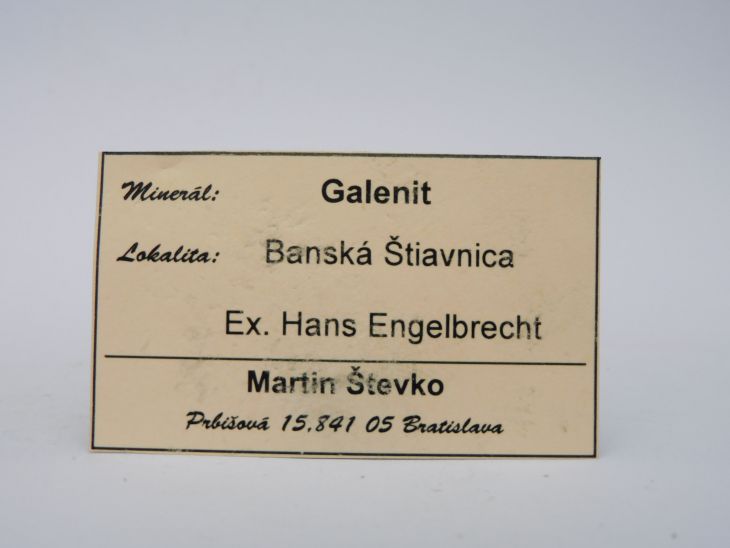 Minerál: Galenit
Lokalita: Banská Štiavnica
Ex. Hans Engelbrecht
Martin Števko
Prbišová 15,841 05 Bratislava